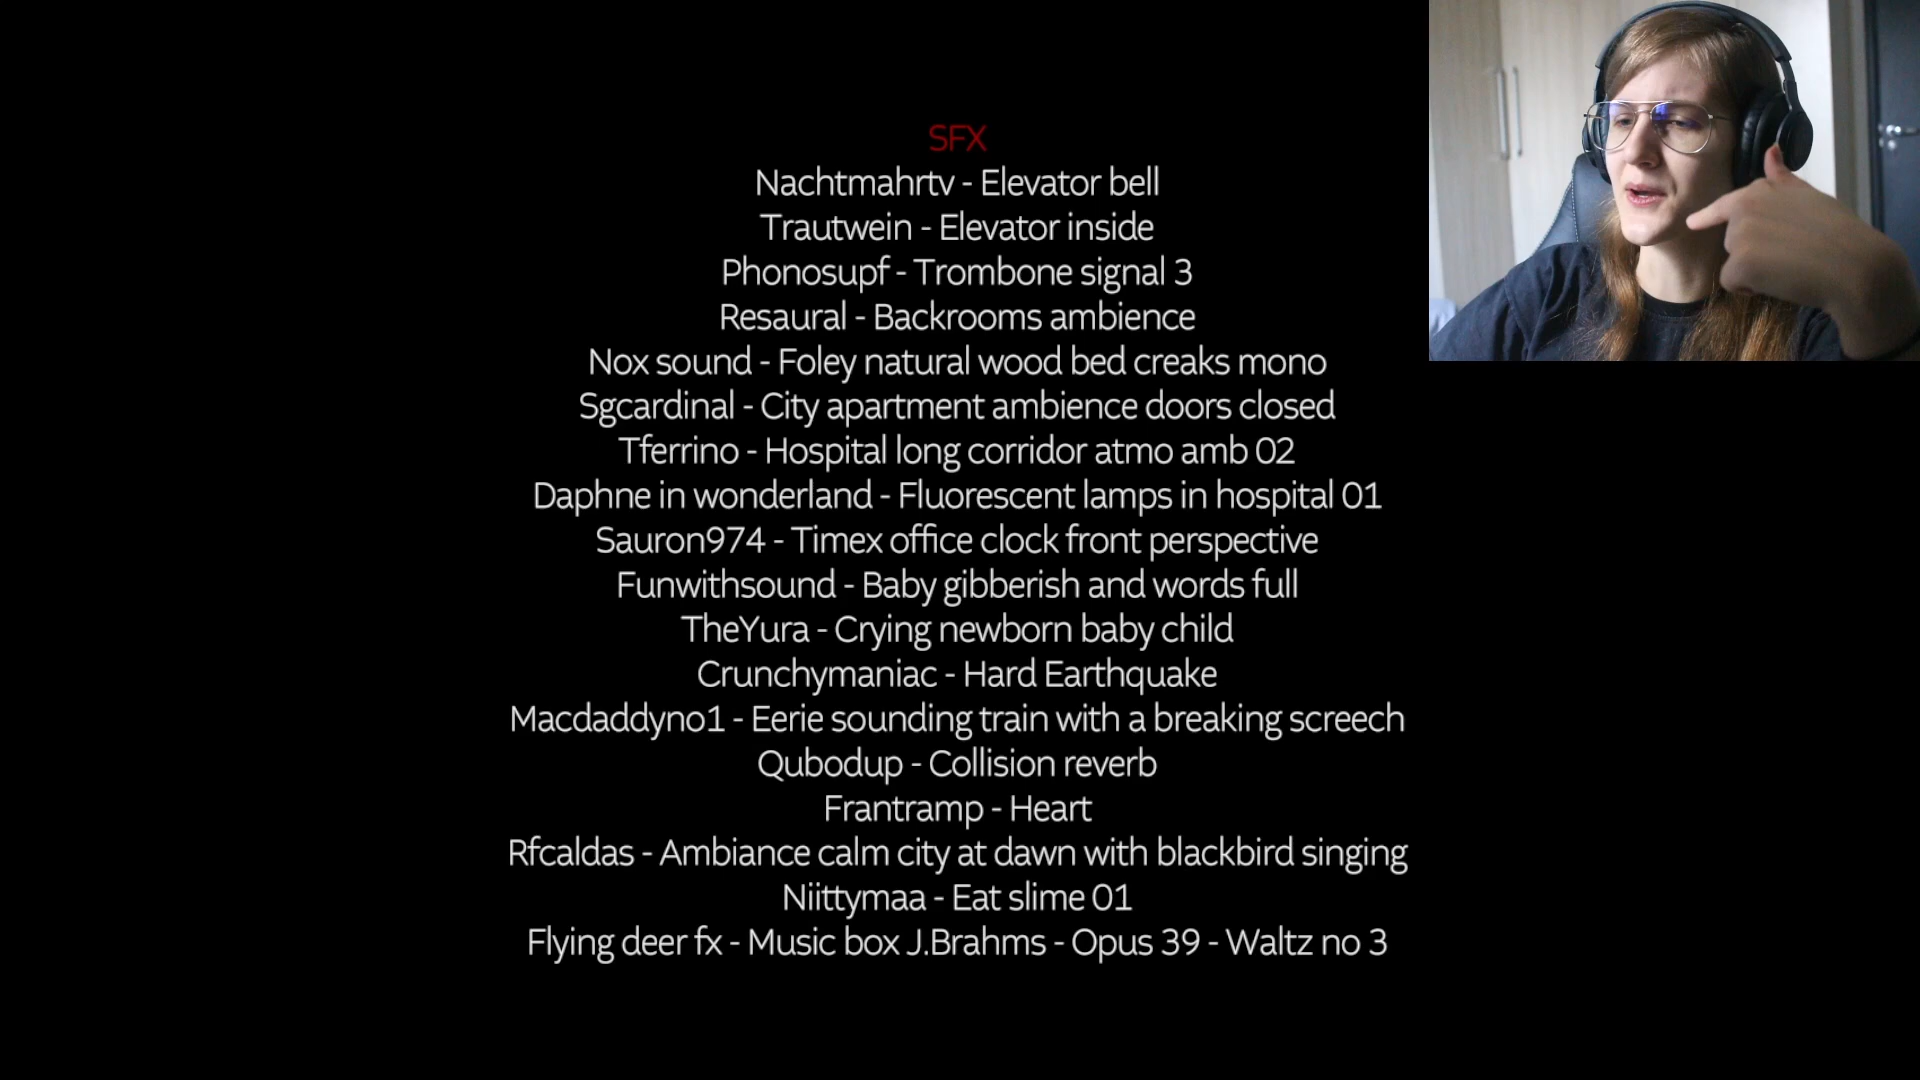 SFX
Nachtmahrtv - Elevator bell
Trautwein - Elevator inside
Phonosupf - Trombone signal 3
Resaural - Backrooms ambience
Nox sound - Foley natural wood bed creaks mono
Sgcardinal - City apartment ambience doors closed
Tferrino - Hospital long corridor atmo amb 02
Daphne in wonderland - Fluorescent lamps in hospital 01
Sauron974 - Timex office clock front perspective
Funwithsound - Baby gibberish and words full
TheYura - Crying newborn baby child
Crunchymaniac - Hard Earthquake
Macdaddyno1 - Eerie sounding train with a breaking screech
Qubodup - Collision reverb
Frantramp - Heart
Rfcaldas - Ambiance calm city at dawn with blackbird singing
Niittymaa - Eat slime 01
Flying deer fx - Music box J.Brahms - Opus 39 - Waltz no 3